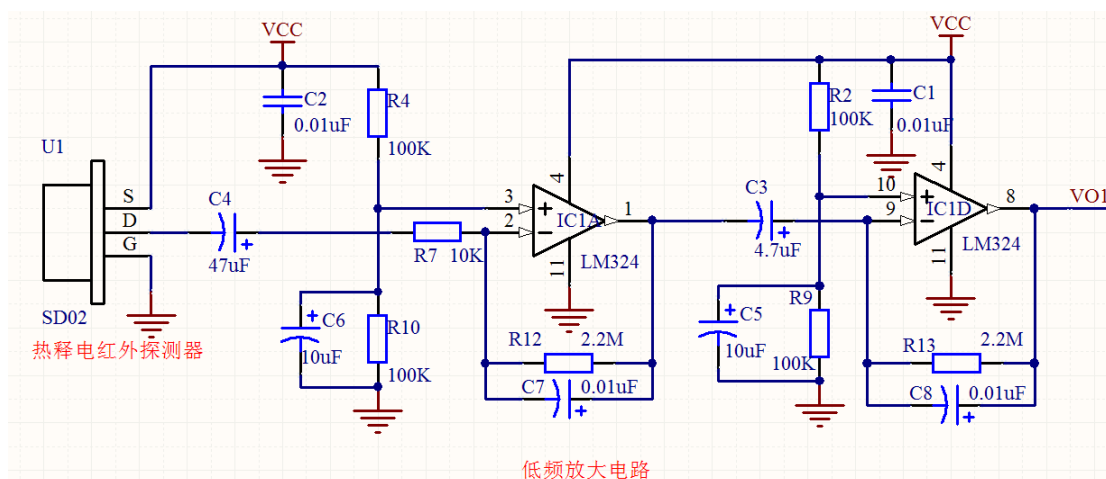 VCC
VCC
C2
0.01uF
R4
100K
R2
100K
C1
0.01uF
U1
S
D
G
C4
47uF
R7
10K
3
2
4
11
1
IC1A
LM324
C3
4.7uF
10
9
4
11
8
IC1D
LM324
VO1
SD02
热释电红外探测器
C6
10uF
R10
100K
R12
2.2M
C7
0.01uF
C5
10uF
R9
100K
R13
2.2M
C8
0.01uF
低频放大电路